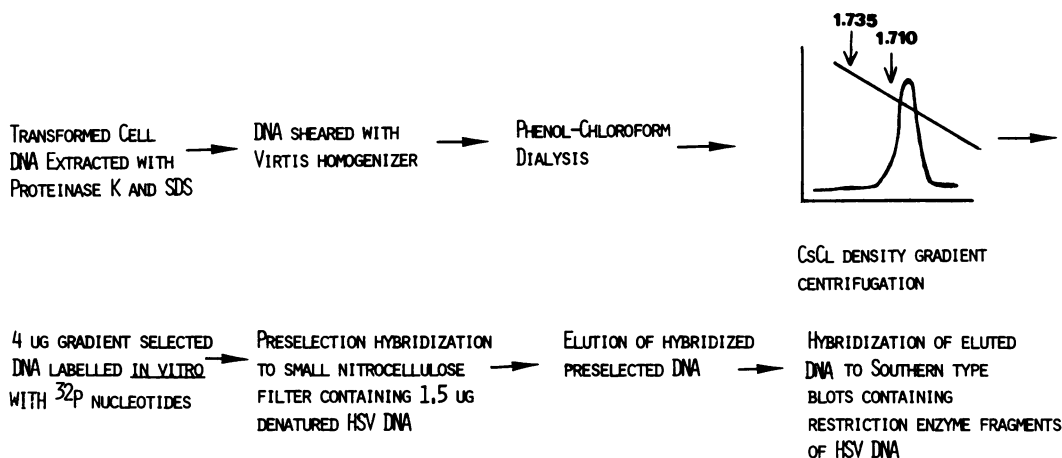 1.735
1.710
TRANSFORMED CELL
DNA EXTRACTED WITH
PROTEINASE K AND SDS
DNA SHEARED WITH
VIRTIS HOMOGENIZER
PHENOL-CHLOROFORM
DIALYSIS
CSCL DENSITY GRADIENT
CENTRIFUGATION
4 UG GRADIENT SELECTED
DNA LABELLED IN VITRO
WITH 32P NUCLEOTIDES
PRESELECTION HYBRIDIZATION
TO SMALL NITROCELLULOSE
FILTER CONTAINING 1.5 UG
DENATURED HSV DNA
ELUTION OF HYBRIDIZED
PRESELECTED DNA
HYBRIDIZATION OF ELUTED
DNA TO SOUTHERN TYPE
BLOTS CONTAINING
RESTRICTION ENZYME FRAGMENTS
OF HSV DNA